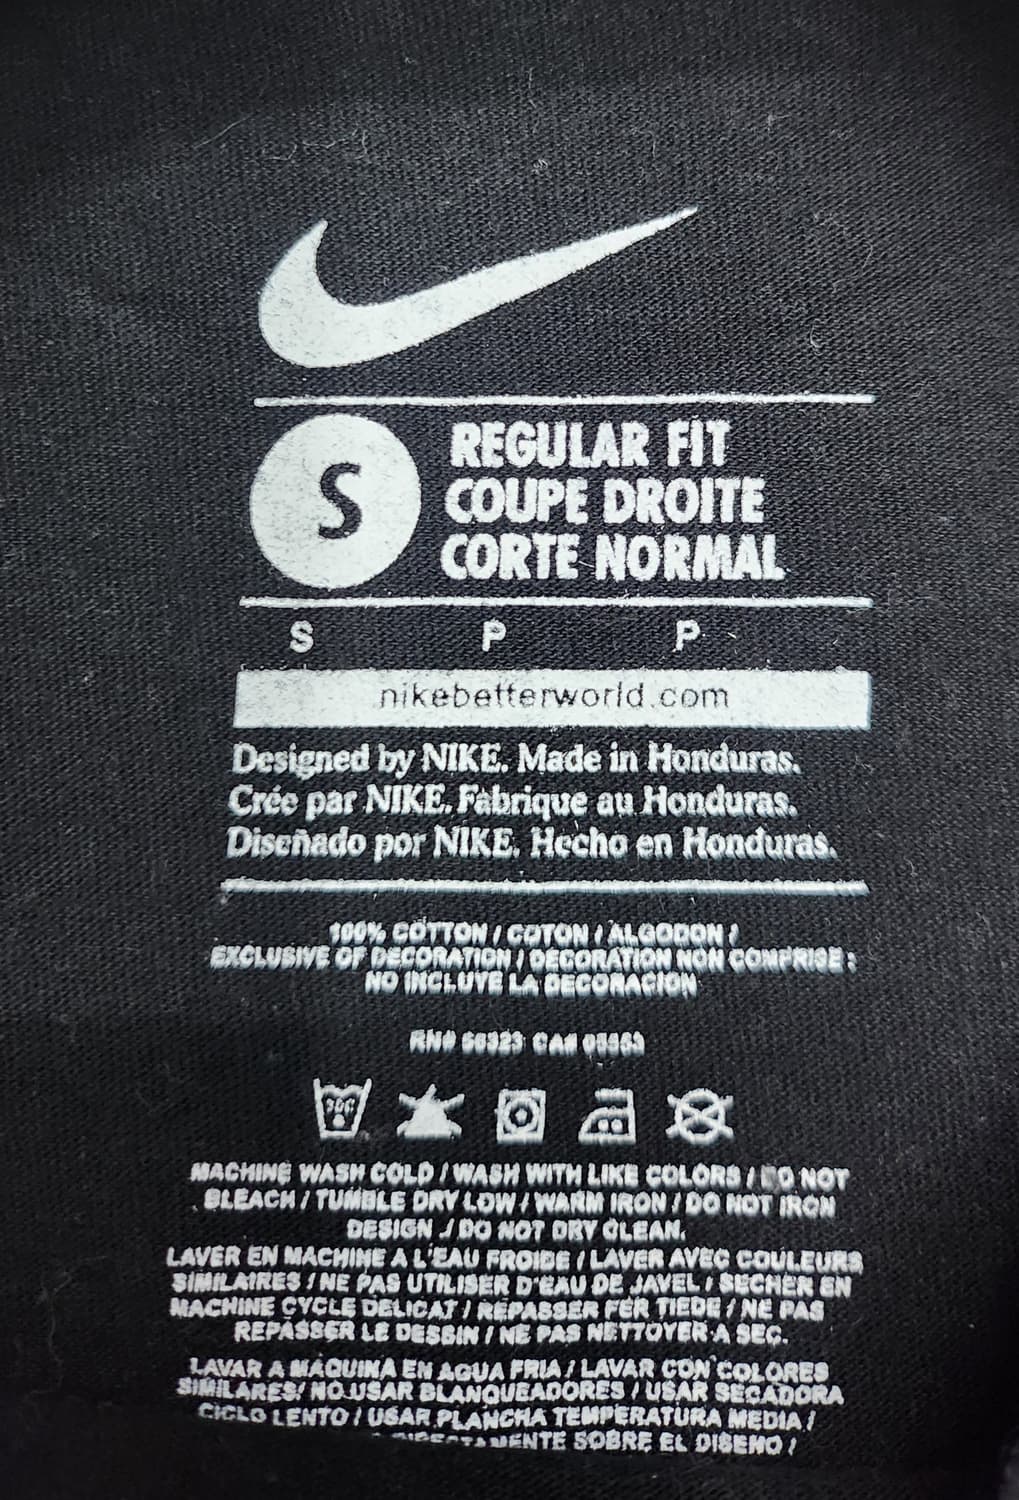 S
REGULAR FIT
COUPE DROITE
CORTE NORMAL
S P P
nikebetterworld.com
Designed by NIKE. Made in Honduras.
Crée par NIKE. Fabrique au Honduras.
Diseñado por NIKE. Hecho en Honduras.
100% COTTON / COTON / ALGODON /
EXCLUSIVE OF DECORATION / DECORATION NON COMPRISE :
NO INCLUYE LA DECORACION
RN# 56323 CA# 05553
30C
MACHINE WASH COLD / WASH WITH LIKE COLORS / DO NOT
BLEACH / TUMBLE DRY LOW / WARM IRON / DO NOT IRON
DESIGN / DO NOT DRY CLEAN.
LAVER EN MACHINE A L'EAU FROIDE / LAVER AVEC COULEURS
SIMILAIRES / NE PAS UTILISER D'EAU DE JAVEL / SECHER EN
MACHINE CYCLE DELICAT / REPASSER FER TIEDE / NE PAS
REPASSER LE DESSIN / NE PAS NETTOYER A SEC.
LAVAR A MAQUINA EN AGUA FRIA / LAVAR CON COLORES
SIMILARES/ NO USAR BLANQUEADORES / USAR SECADORA
CICLO LENTO / USAR PLANCHA TEMPERATURA MEDIA /
DIRECTAMENTE SOBRE EL DISENO /